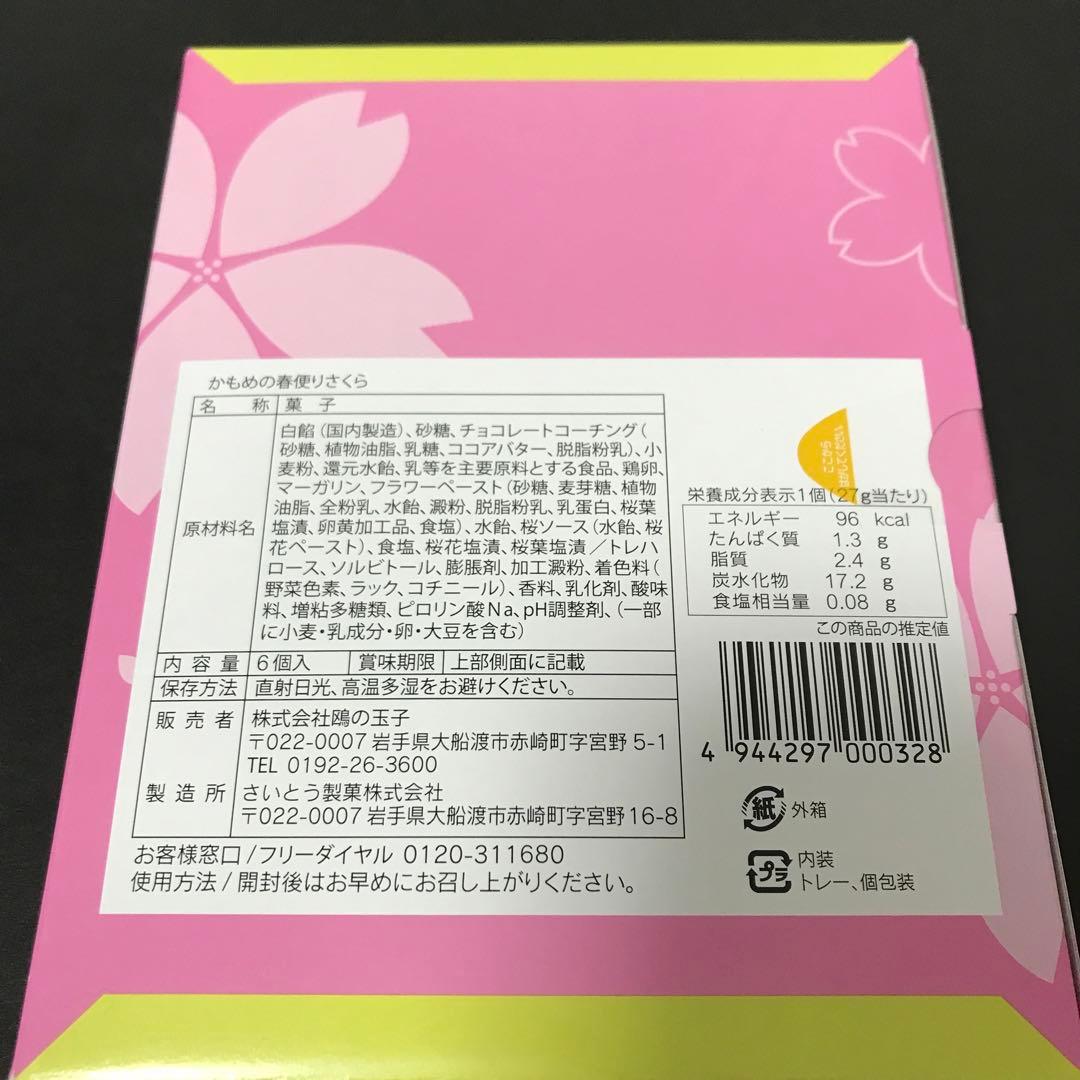 かもめの春便りさくら
名称 菓子
原材料名
白餡(国内製造)、砂糖、チョコレートコーチング(
砂糖、植物油脂、乳糖、ココアバター、脱脂粉乳)、小
麦粉、還元水飴、乳等を主要原料とする食品、鶏卵、
マーガリン、フラワーペースト(砂糖、麦芽糖、植物
油脂、全粉乳、水飴、澱粉、脱脂粉乳、乳蛋白、桜葉
塩漬、卵黄加工品、食塩)、水飴、桜ソース(水飴、桜
花ペースト)、食塩、桜花塩漬、桜葉塩漬/トレハ
ロース、ソルビトール、膨脹剤、加工澱粉、着色料(
野菜色素、ラック、コチニール)、香料、乳化剤、酸味
料、増粘多糖類、ピロリン酸Na、pH調整剤、(一部
に小麦・乳成分・卵・大豆を含む)
内容量 6個入 賞味期限 上部側面に記載
保存方法 直射日光、高温多湿をお避けください。
販売者 株式会社鴎の玉子
〒022-0007 岩手県大船渡市赤崎町字宮野 5-1
TEL 0192-26-3600
製造所 さいとう製菓株式会社
〒022-0007 岩手県大船渡市赤崎町字宮野 16-8
お客様窓口/フリーダイヤル 0120-311680
使用方法/開封後はお早めにお召し上がりください。
ここから
栄養成分表示1個(27g当たり)
エネルギー 96 kcal
たんぱく質 1.3 g
脂質 2.4 g
炭水化物 17.2 g
食塩相当量 0.08 g
この商品の推定値
4 944297 000328
紙 外箱
プラ 内装
トレー、個包装